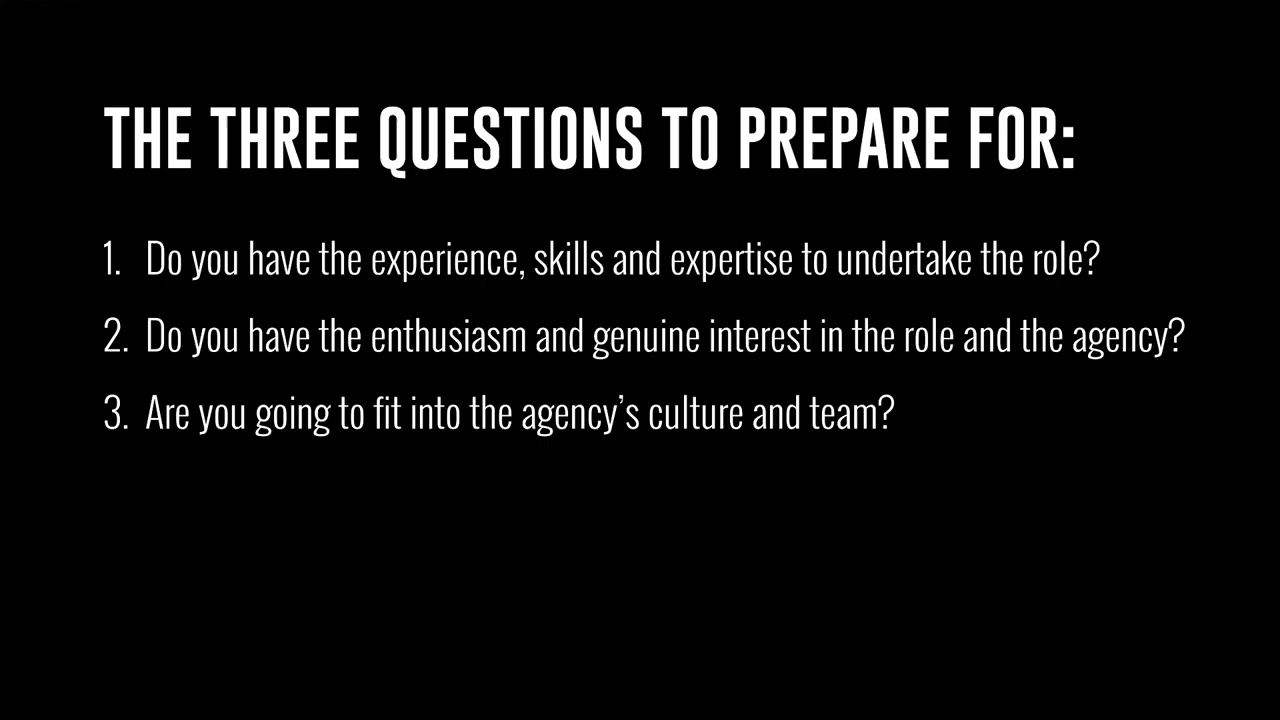 THE THREE QUESTIONS TO PREPARE FOR:
1. Do you have the experience, skills and expertise to undertake the role?
2. Do you have the enthusiasm and genuine interest in the role and the agency?
3. Are you going to fit into the agency’s culture and team?